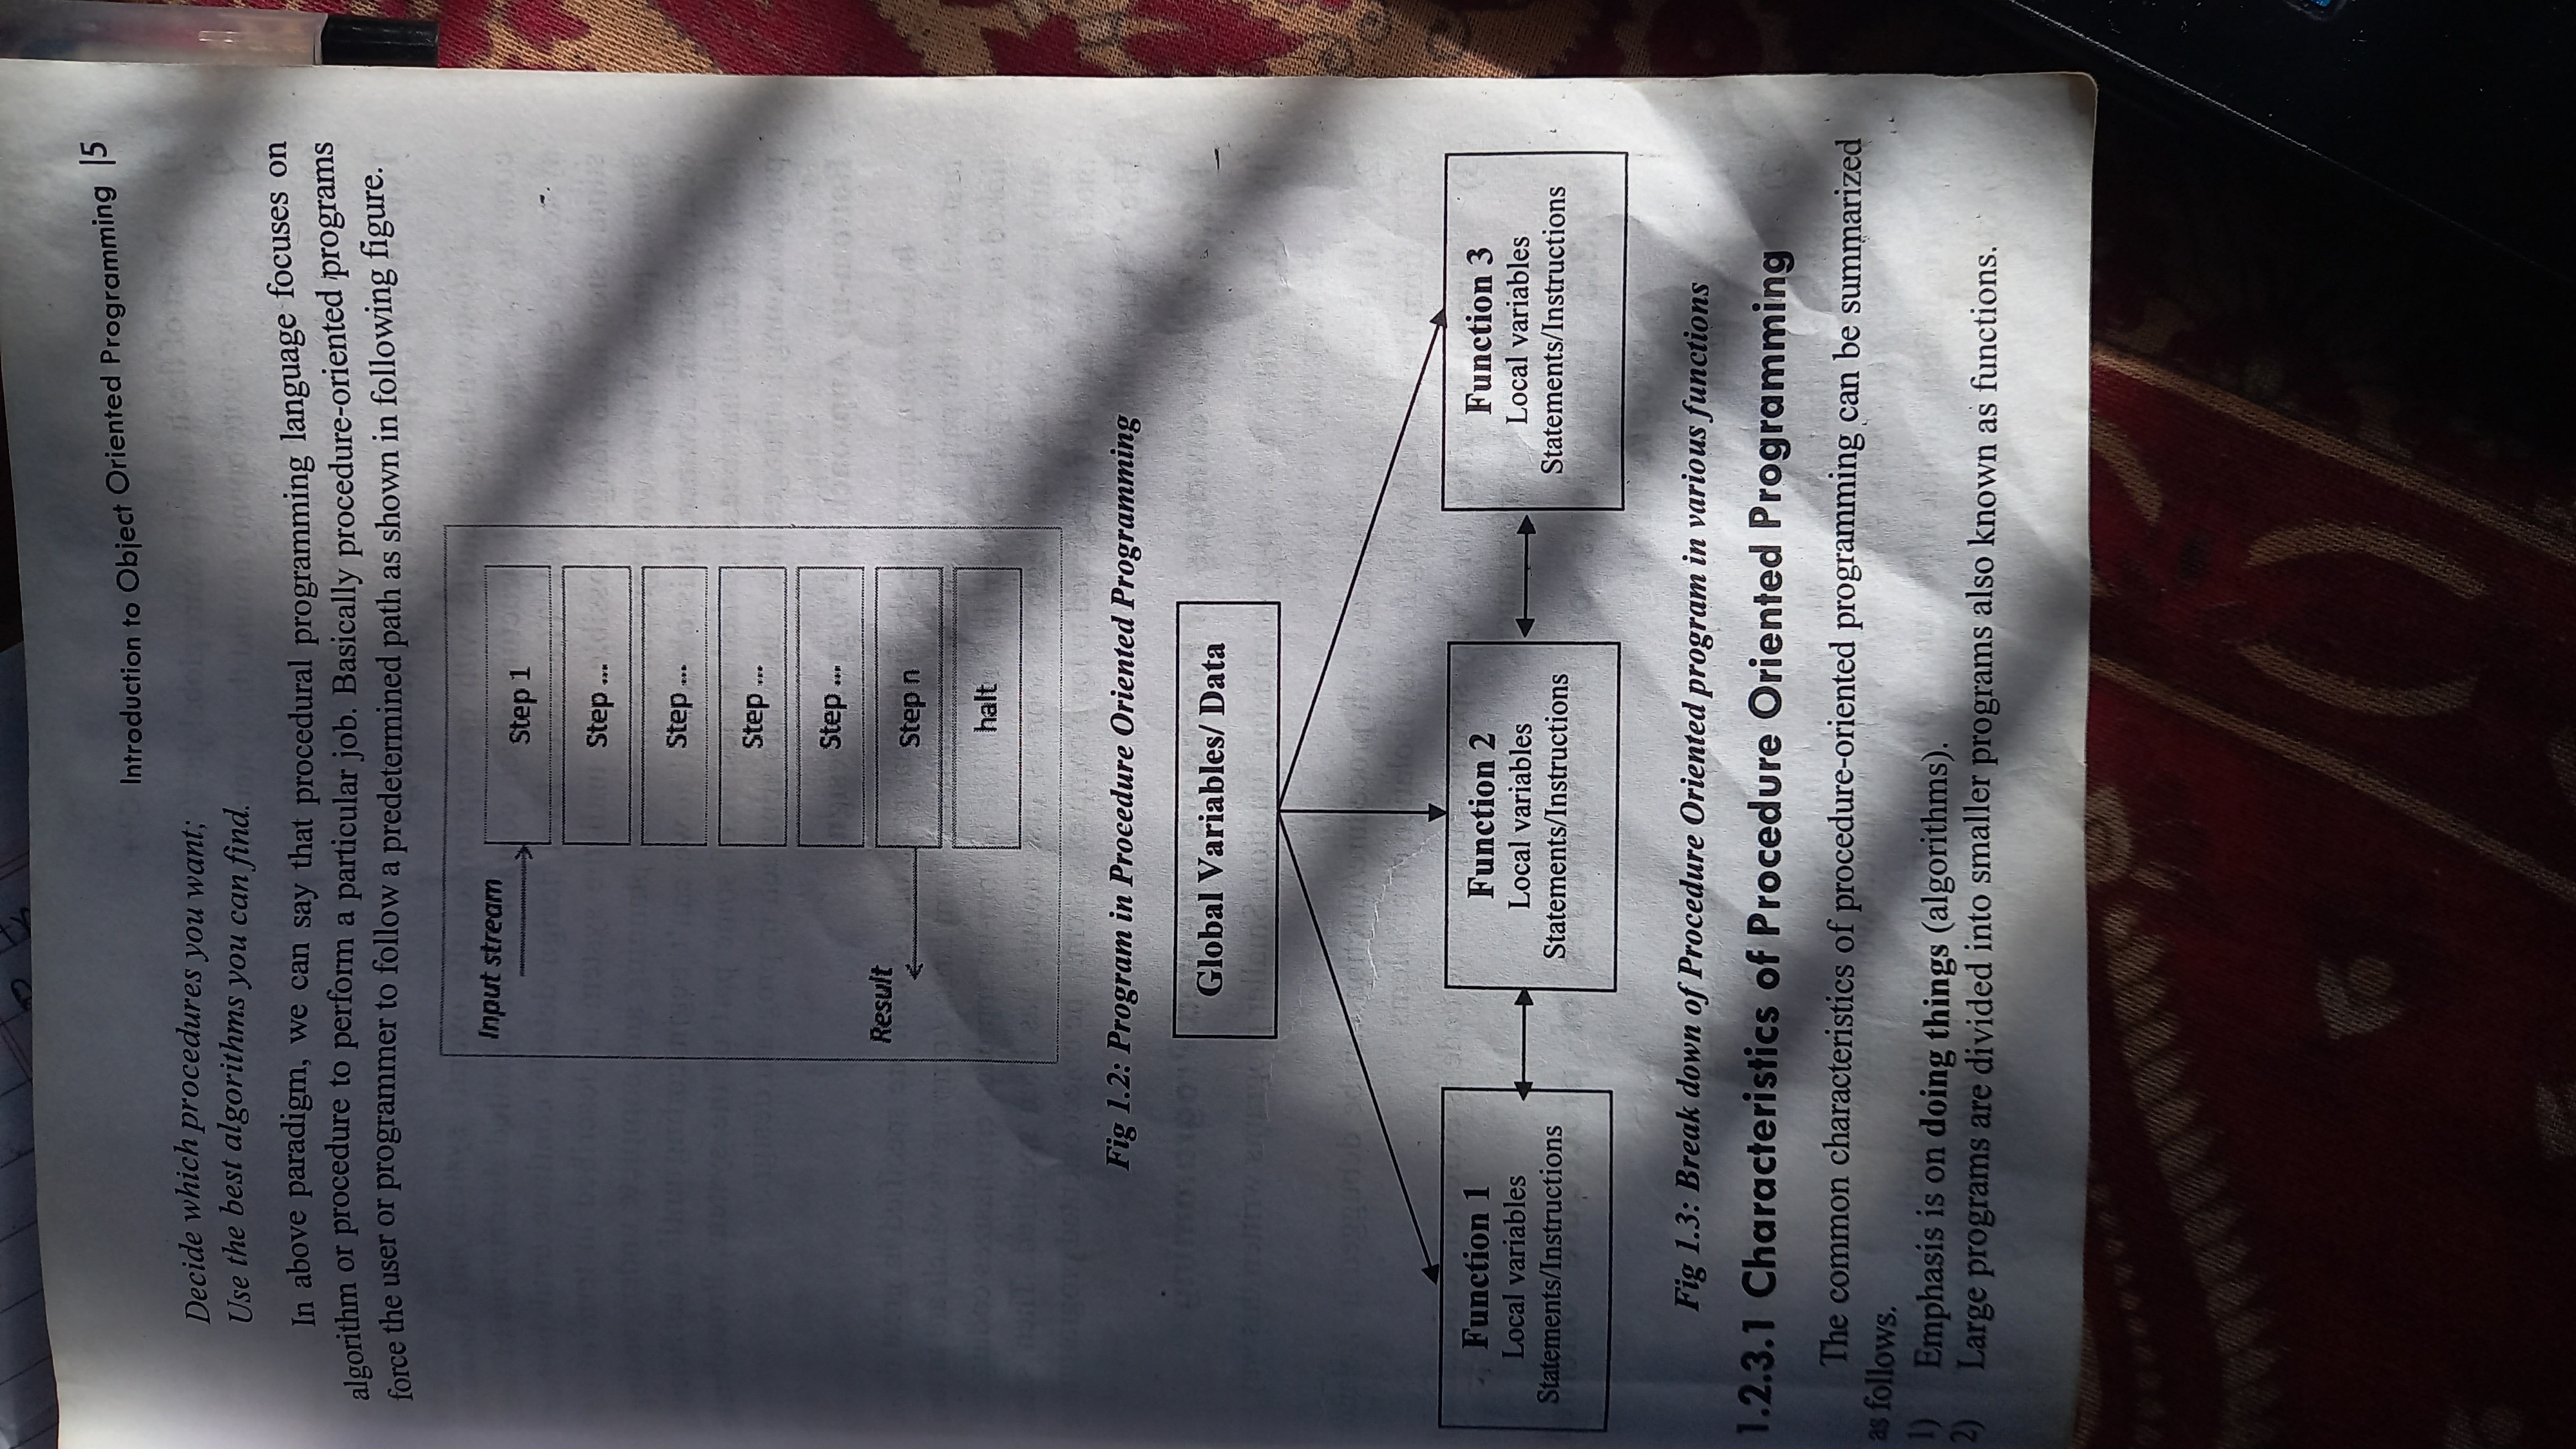 Introduction to Object Oriented Programming |5
Decide which procedures you want;
Use the best algorithms you can find.
In above paradigm, we can say that procedural programming language focuses on
algorithm or procedure to perform a particular job. Basically procedure-oriented programs
force the user or programmer to follow a predetermined path as shown in following figure.
Input stream
Step 1
Step ...
Step ...
Step ...
Step ...
Result
Step n
halt
Fig 1.2: Program in Procedure Oriented Programming
Global Variables/ Data
Function 1
Local variables
Statements/Instructions
Function 2
Local variables
Statements/Instructions
Function 3
Local variables
Statements/Instructions
Fig 1.3: Break down of Procedure Oriented program in various functions
1.2.3.1 Characteristics of Procedure Oriented Programming
The common characteristics of procedure-oriented programming can be summarized
as follows.
1) Emphasis is on doing things (algorithms).
2) Large programs are divided into smaller programs also known as functions.